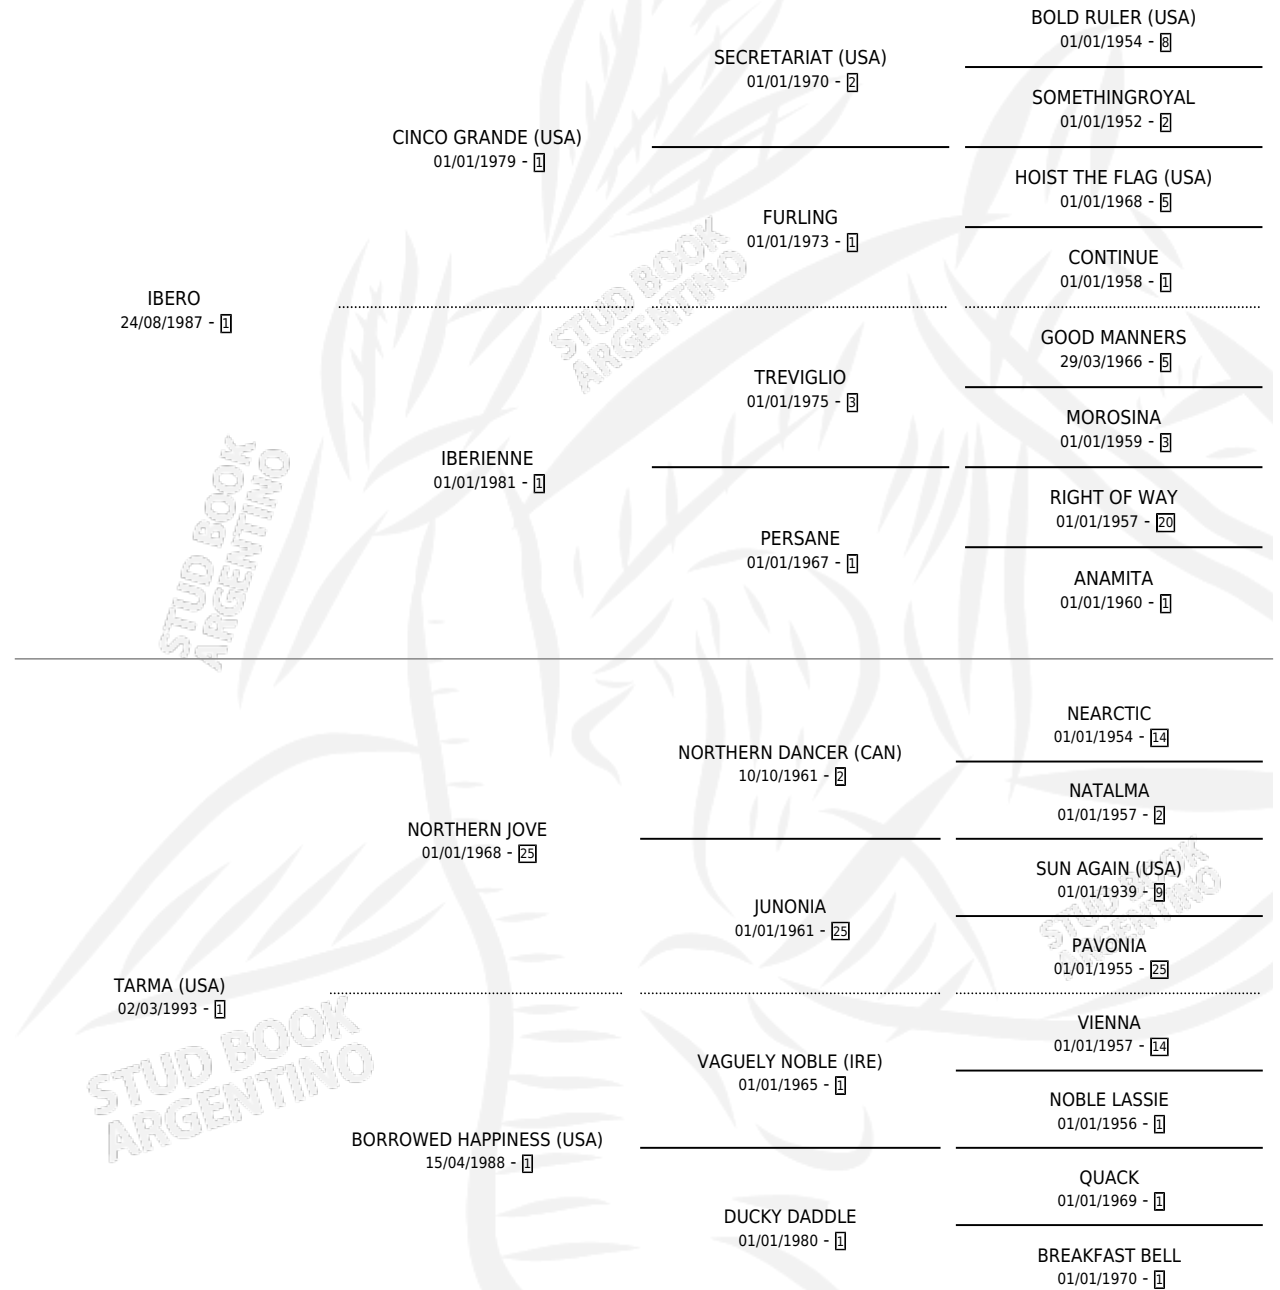 BOLD RULER (USA)
01/01/1954 - 8
SECRETARIAT (USA)
01/01/1970 - 2
SOMETHINGROYAL
01/01/1952 - 2
CINCO GRANDE (USA)
01/01/1979 - 1
HOIST THE FLAG (USA)
01/01/1968 - 5
FURLING
01/01/1973 - 1
CONTINUE
01/01/1958 - 1
IBERO
24/08/1987 - 1
GOOD MANNERS
29/03/1966 - 5
TREVIGLIO
01/01/1975 - 3
MOROSINA
01/01/1959 - 3
IBERIENNE
01/01/1981 - 1
RIGHT OF WAY
01/01/1957 - 20
PERSANE
01/01/1967 - 1
ANAMITA
01/01/1960 - 1
NEARCTIC
01/01/1954 - 14
NORTHERN DANCER (CAN)
10/10/1961 - 2
NATALMA
01/01/1957 - 2
NORTHERN JOVE
01/01/1968 - 25
SUN AGAIN (USA)
01/01/1939 - 9
JUNONIA
01/01/1961 - 25
PAVONIA
01/01/1955 - 25
TARMA (USA)
02/03/1993 - 1
VIENNA
01/01/1957 - 14
VAGUELY NOBLE (IRE)
01/01/1965 - 1
NOBLE LASSIE
01/01/1956 - 1
BORROWED HAPPINESS (USA)
15/04/1988 - 1
QUACK
01/01/1969 - 1
DUCKY DADDLE
01/01/1980 - 1
BREAKFAST BELL
01/01/1970 - 1
STUD BOOK
ARGENTINO
STUD BOOK
ARGENTINO
STUD BOOK
ARGENTINO
STUD BOOK
ARGENTINO